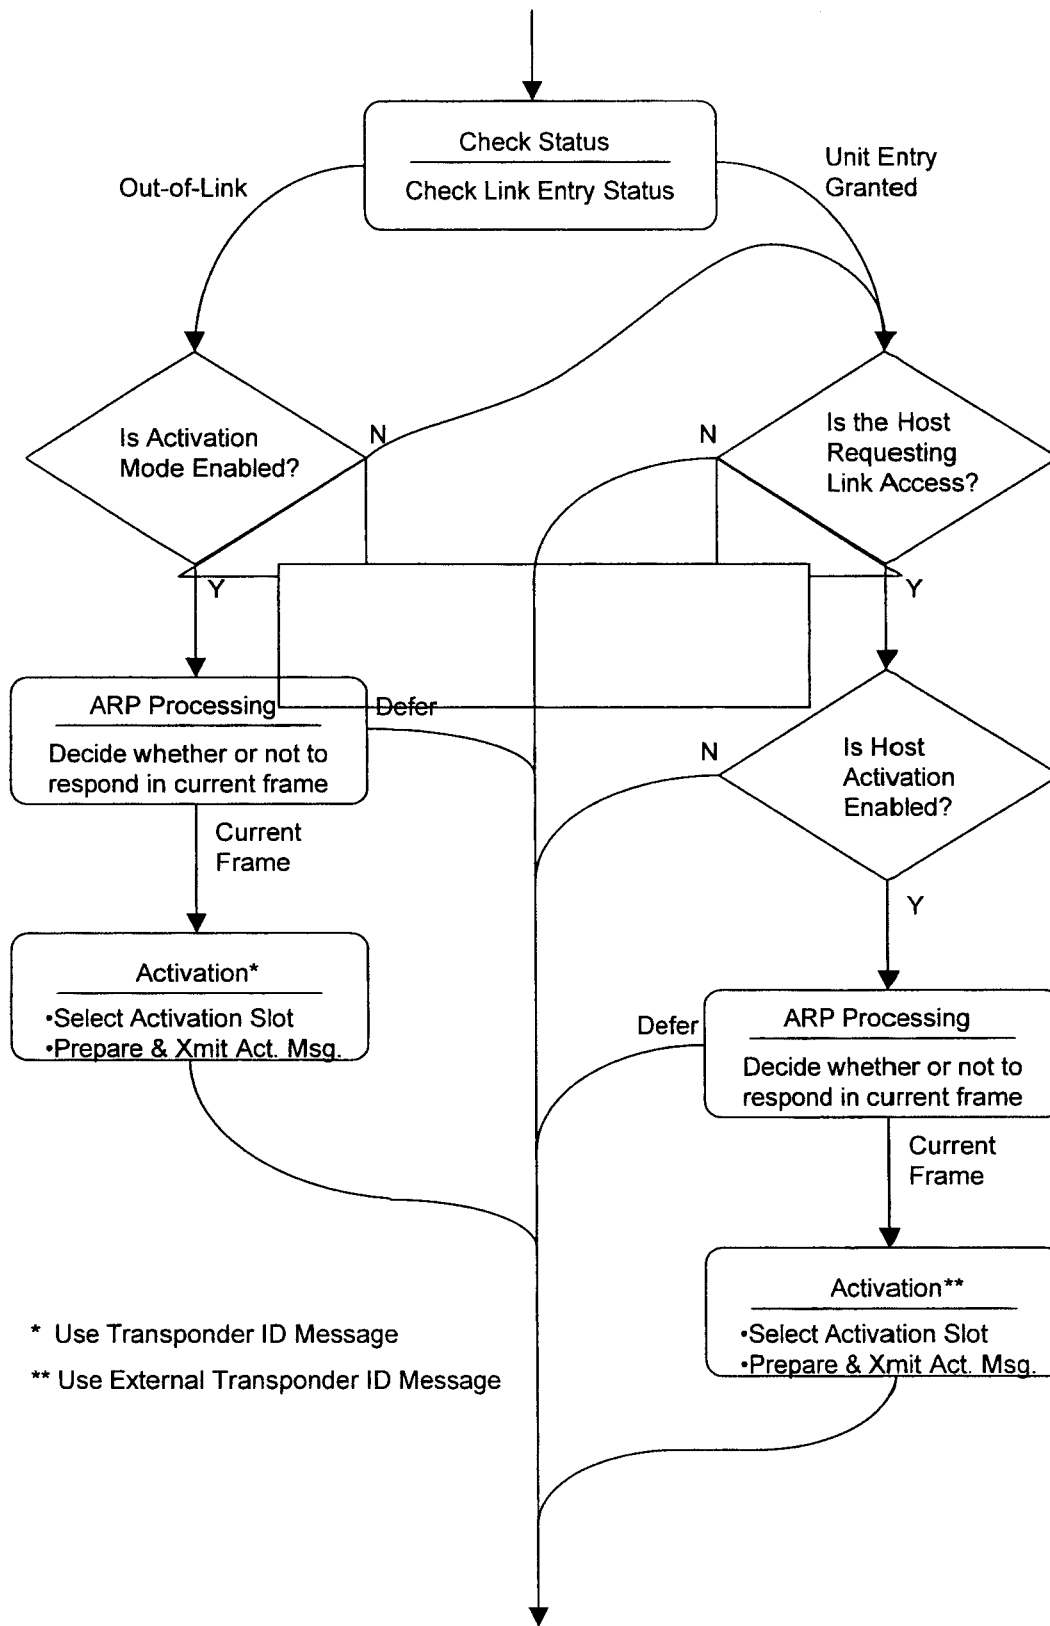 Check Status
Check Link Entry Status
Out-of-Link
Unit Entry
Granted
Is Activation
Mode Enabled?
N
N
Is the Host
Requesting
Link Access?
Y
Y
ARP Processing
Decide whether or not to
respond in current frame
Defer
N
Is Host
Activation
Enabled?
Current
Frame
Y
Activation*
•Select Activation Slot
•Prepare & Xmit Act. Msg.
Defer
ARP Processing
Decide whether or not to
respond in current frame
Current
Frame
Activation**
•Select Activation Slot
•Prepare & Xmit Act. Msg.
* Use Transponder ID Message
** Use External Transponder ID Message